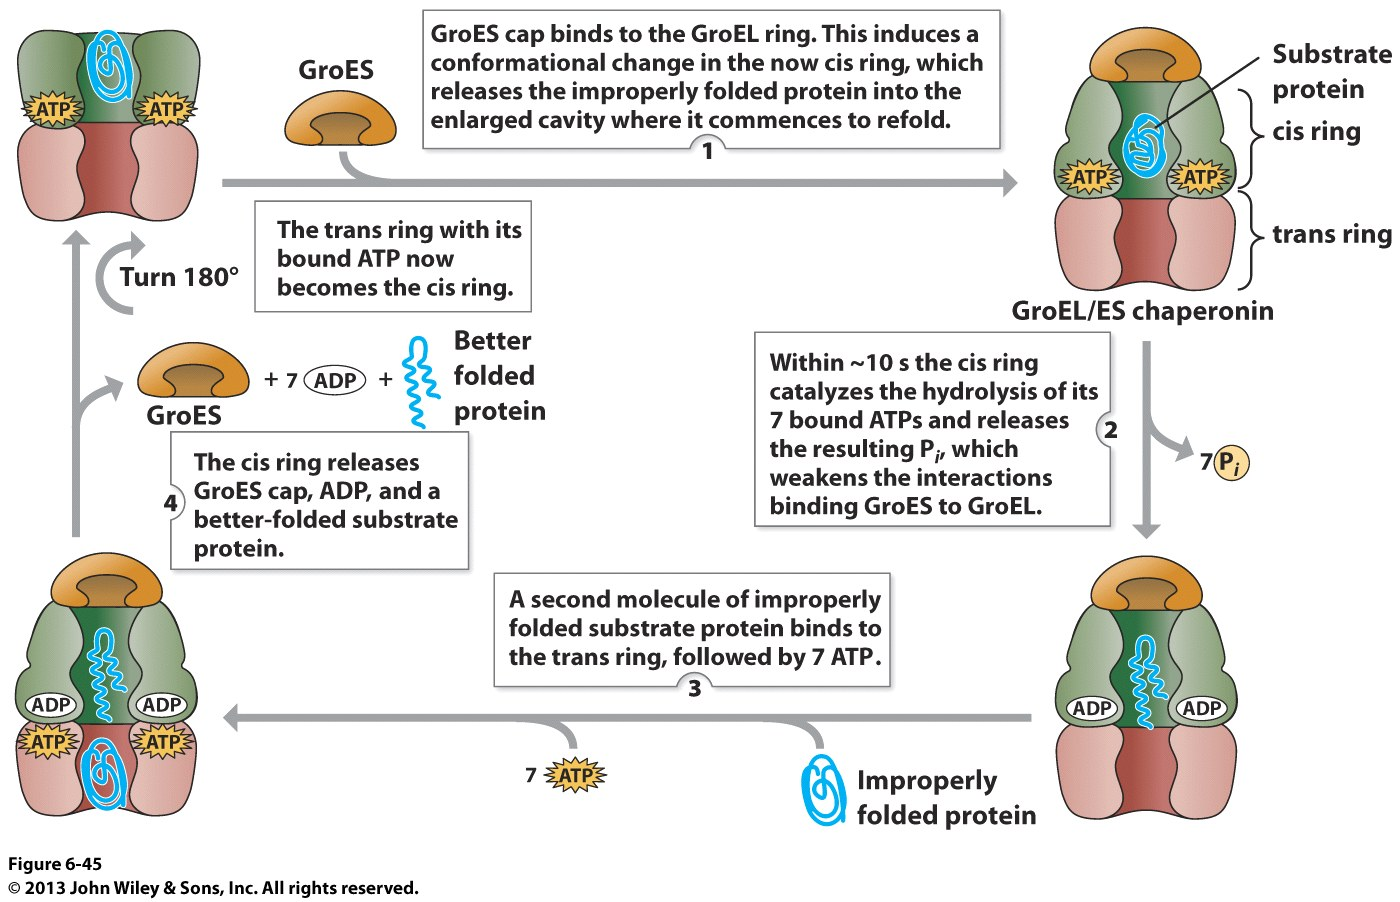 GroES cap binds to the GroEL ring. This induces a
conformational change in the now cis ring, which
releases the improperly folded protein into the
enlarged cavity where it commences to refold.
1
GroES
ATP
ATP
Substrate
protein
cis ring
ATP
ATP
trans ring
GroEL/ES chaperonin
The trans ring with its
bound ATP now
becomes the cis ring.
Turn 180°
GroES
+ 7 ADP +
Better
folded
protein
Within ~10 s the cis ring
catalyzes the hydrolysis of its
7 bound ATPs and releases
the resulting Pi, which
weakens the interactions
binding GroES to GroEL.
2
7 Pi
The cis ring releases
GroES cap, ADP, and a
better-folded substrate
protein.
4
A second molecule of improperly
folded substrate protein binds to
the trans ring, followed by 7 ATP.
3
ADP
ADP
ATP
ATP
ADP
ADP
7 ATP
Improperly
folded protein
Figure 6-45
© 2013 John Wiley & Sons, Inc. All rights reserved.